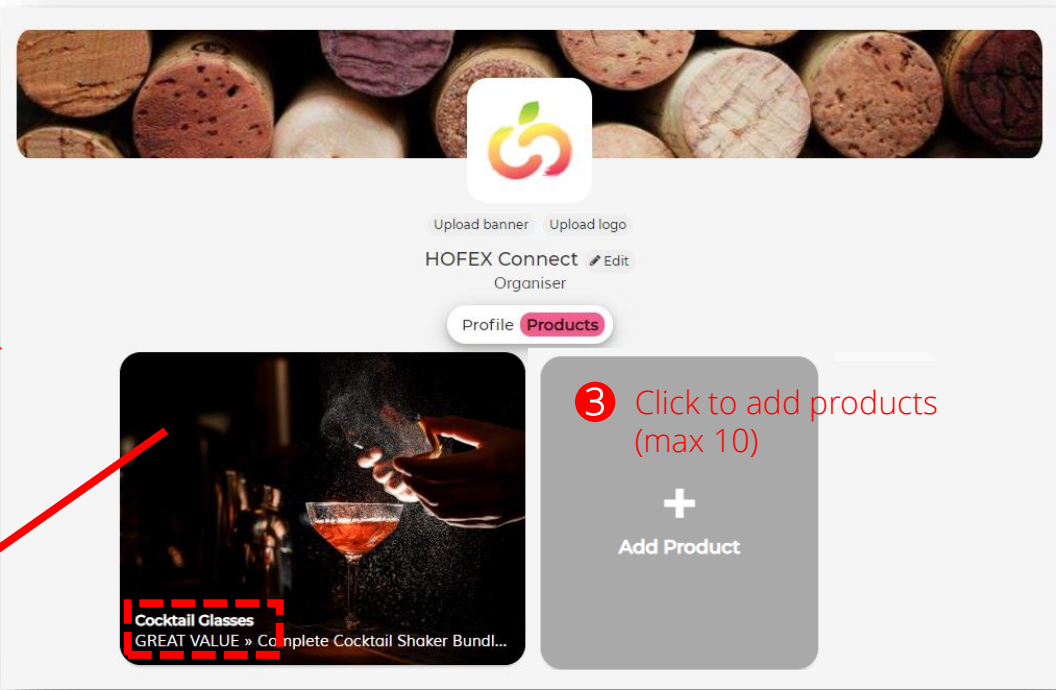 Upload banner Upload logo
HOFEX Connect Edit
Organiser
Profile Products
3 Click to add products
(max 10)
Add Product
Cocktail Glasses
GREAT VALUE » Complete Cocktail Shaker Bundl...